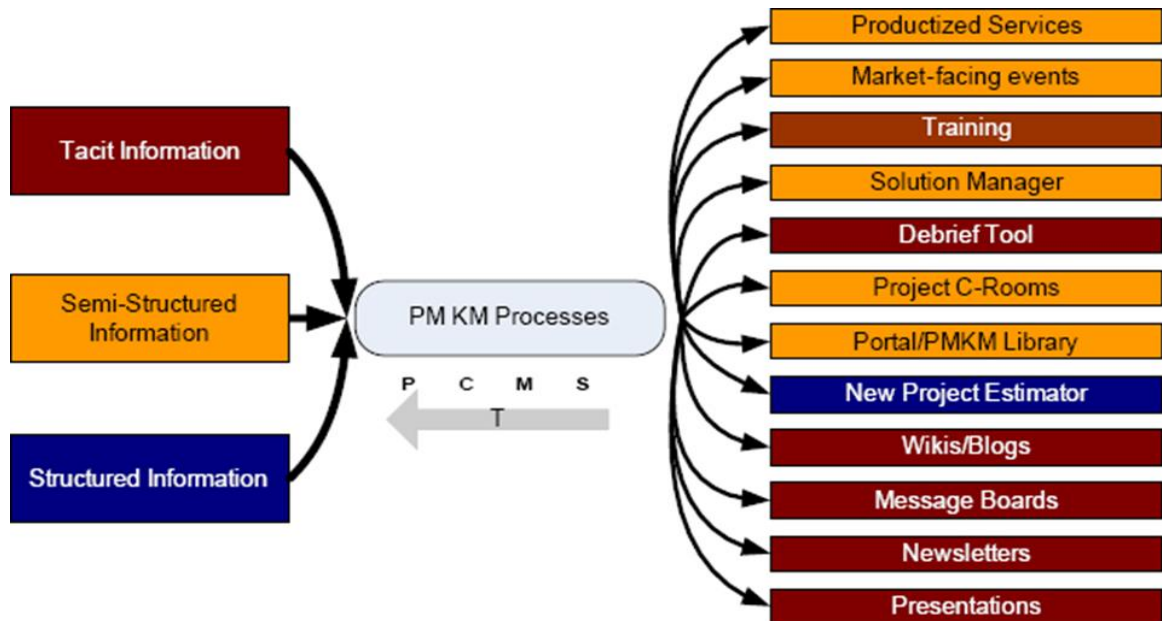 Tacit Information
Semi-Structured
Information
Structured Information
PM KM Processes
P C M S
T
Productized Services
Market-facing events
Training
Solution Manager
Debrief Tool
Project C-Rooms
Portal/PMKM Library
New Project Estimator
Wikis/Blogs
Message Boards
Newsletters
Presentations